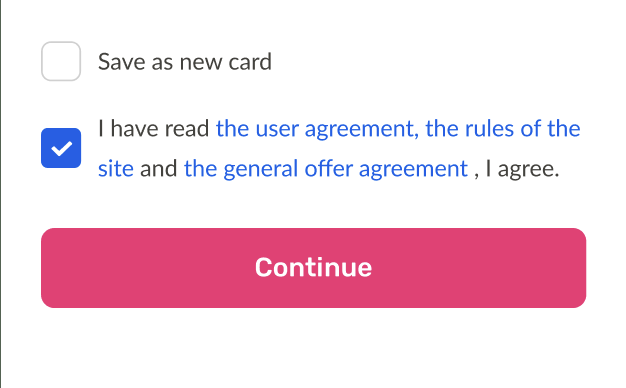 Save as new card
I have read the user agreement, the rules of the
site and the general offer agreement , I agree.
Continue